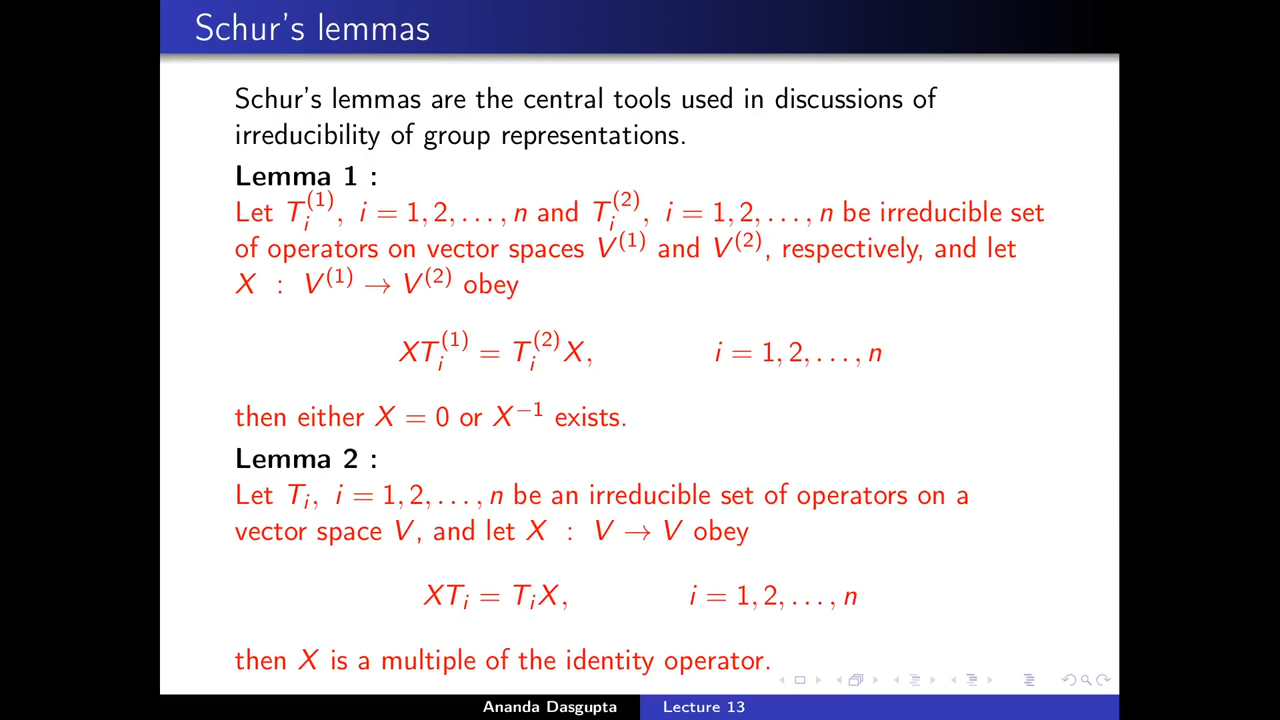 Schur's lemmas
Schur's lemmas are the central tools used in discussions of
irreducibility of group representations.
Lemma 1 :
Let T_i^{(1)}, i = 1, 2, . . . , n and T_i^{(2)}, i = 1, 2, . . . , n be irreducible set
of operators on vector spaces V^{(1)} and V^{(2)}, respectively, and let
X : V^{(1)} → V^{(2)} obey
XT_i^{(1)} = T_i^{(2)}X, i = 1, 2, . . . , n
then either X = 0 or X^{−1} exists.
Lemma 2 :
Let T_i, i = 1, 2, . . . , n be an irreducible set of operators on a
vector space V, and let X : V → V obey
XT_i = T_iX, i = 1, 2, . . . , n
then X is a multiple of the identity operator.
Ananda Dasgupta Lecture 13